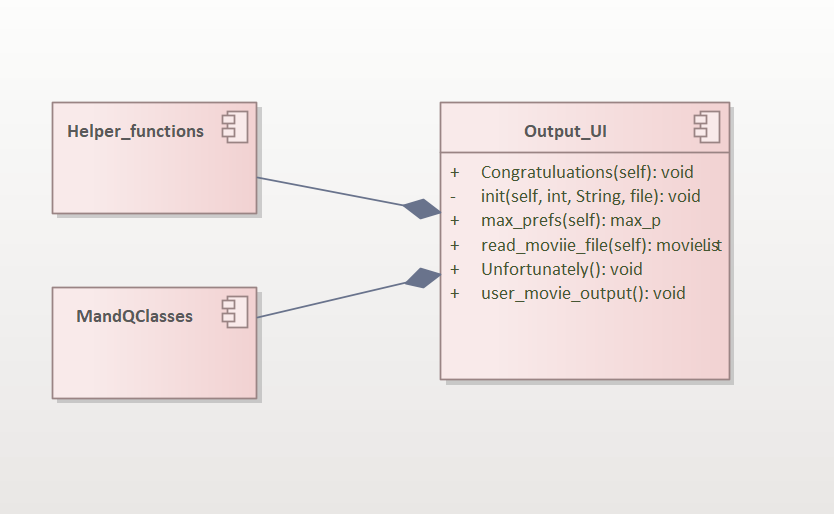 Helper_functions
MandQClasses
Output_UI
+ Congratuluations(self): void
- init(self, int, String, file): void
+ max_prefs(self): max_p
+ read_moviie_file(self): movieList
+ Unfortunately(): void
+ user_movie_output(): void